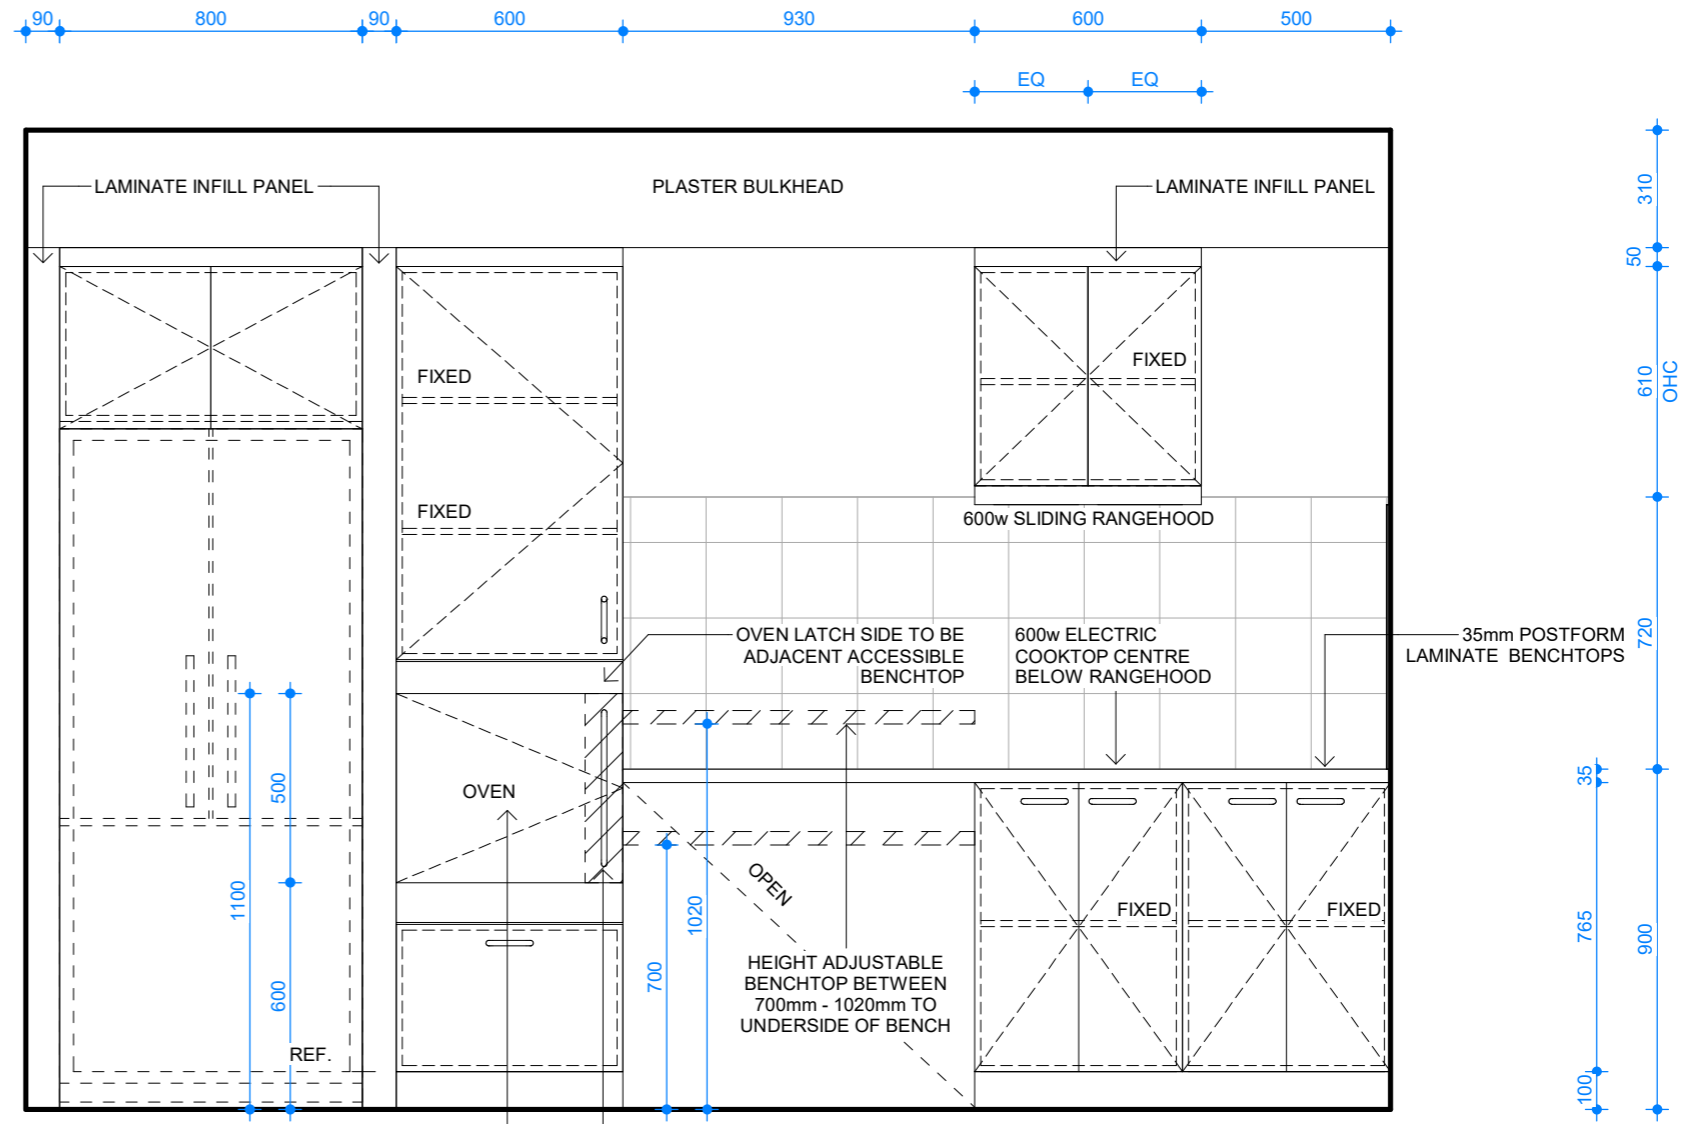 90 800 90 600 930 600 500
EQ EQ
LAMINATE INFILL PANEL
PLASTER BULKHEAD
LAMINATE INFILL PANEL
310
50
FIXED
FIXED
610
OHC
FIXED
600w SLIDING RANGEHOOD
OVEN LATCH SIDE TO BE
ADJACENT ACCESSIBLE
BENCHTOP
600w ELECTRIC
COOKTOP CENTRE
BELOW RANGEHOOD
35mm POSTFORM
LAMINATE BENCHTOPS
720
OVEN
500
35
OPEN
1100
1020
FIXED
FIXED
765
900
HEIGHT ADJUSTABLE
BENCHTOP BETWEEN
700mm - 1020mm TO
UNDERSIDE OF BENCH
700
600
REF.
100